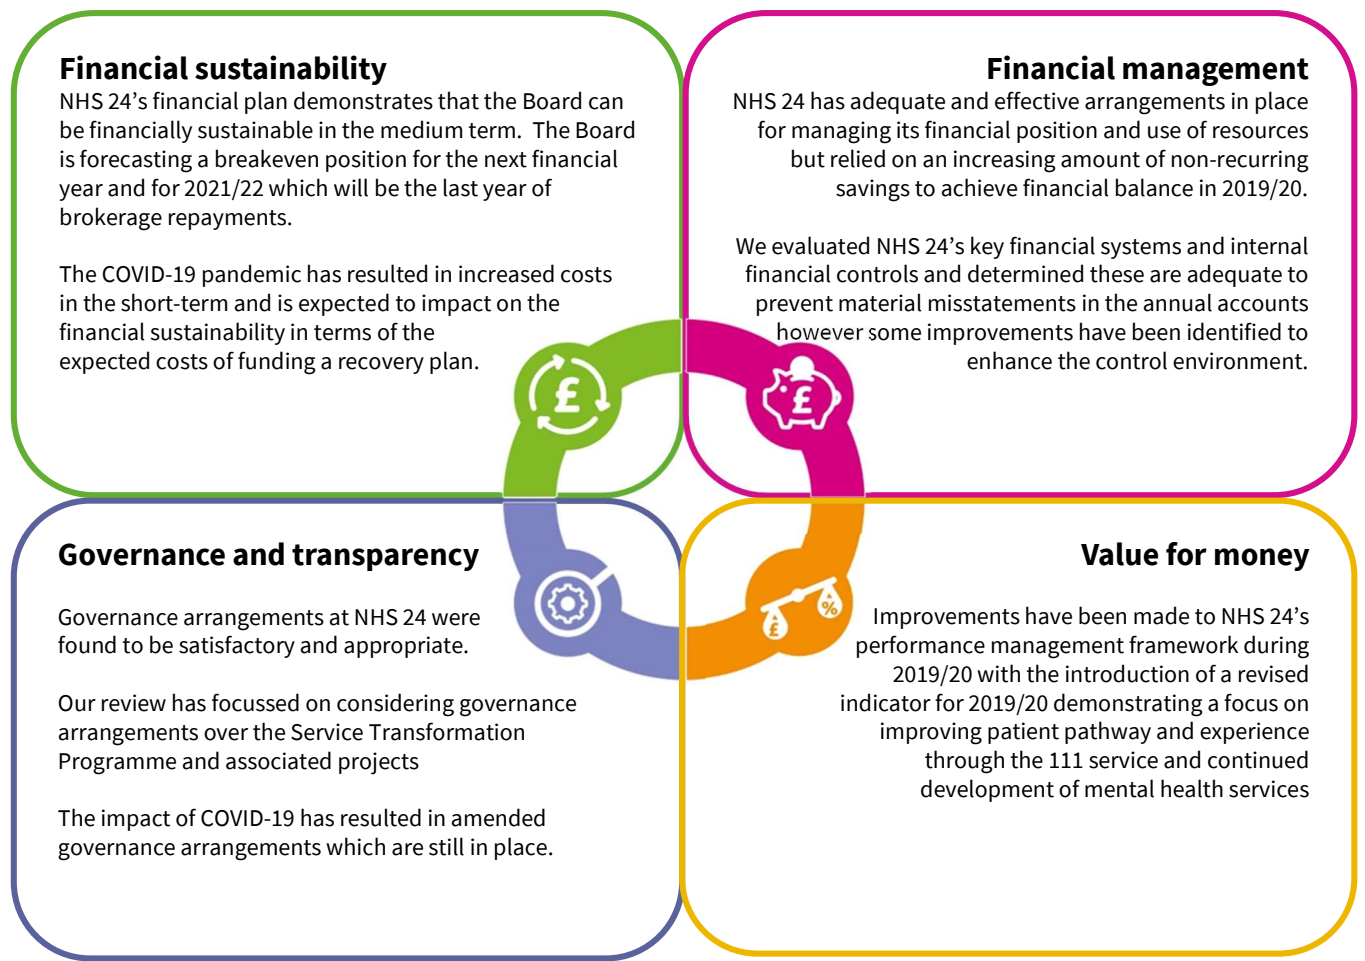 Financial sustainability
NHS 24’s financial plan demonstrates that the Board can
be financially sustainable in the medium term.  The Board
is forecasting a breakeven position for the next financial
year and for 2021/22 which will be the last year of
brokerage repayments.
The COVID-19 pandemic has resulted in increased costs
in the short-term and is expected to impact on the
financial sustainability in terms of the
expected costs of funding a recovery plan.
£
Financial management
NHS 24 has adequate and effective arrangements in place
for managing its financial position and use of resources
but relied on an increasing amount of non-recurring
savings to achieve financial balance in 2019/20.
We evaluated NHS 24’s key financial systems and internal
financial controls and determined these are adequate to
prevent material misstatements in the annual accounts
however some improvements have been identified to
enhance the control environment.
£
Governance and transparency
Governance arrangements at NHS 24 were
found to be satisfactory and appropriate.
Our review has focussed on considering governance
arrangements over the Service Transformation
Programme and associated projects
The impact of COVID-19 has resulted in amended
governance arrangements which are still in place.
Value for money
Improvements have been made to NHS 24’s
performance management framework during
2019/20 with the introduction of a revised
indicator for 2019/20 demonstrating a focus on
improving patient pathway and experience
through the 111 service and continued
development of mental health services
£ %